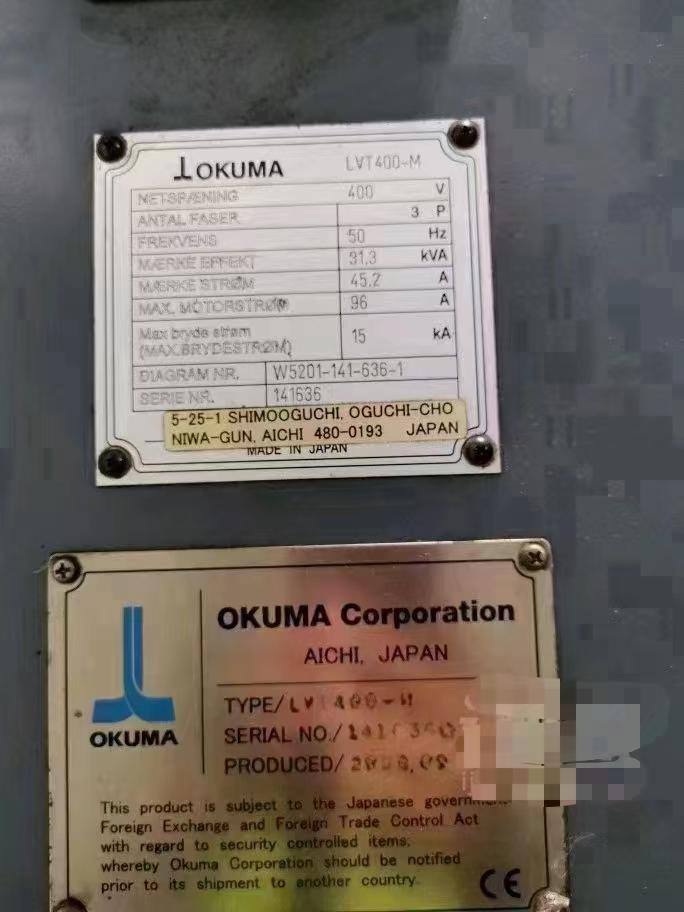 OKUMA LVT400-M
NETSPÆNING 400 V
ANTAL FASER 3 P
FREKVENS 50 Hz
MÆRKE EFFEKT 31,3 kVA
MÆRKE STRØM 45,2 A
MAX. MOTORSTRØM 96 A
Max bryde strøm
(MAX.BRYDESTRØM) 15 kA
DIAGRAM NR. W5201-141-636-1
SERIE NR. 141636
5-25-1 SHIMOOGUCHI, OGUCHI-CHO
NIWA-GUN, AICHI 480-0193 JAPAN
MADE IN JAPAN
OKUMA Corporation
AICHI, JAPAN
OKUMA
TYPE/LVT400-M
SERIAL NO./
PRODUCED/
This product is subject to the Japanese
Foreign Exchange and Foreign Trade Control Act
with regard to security controlled items;
whereby Okuma Corporation should be notified
prior to its shipment to another country.
CE